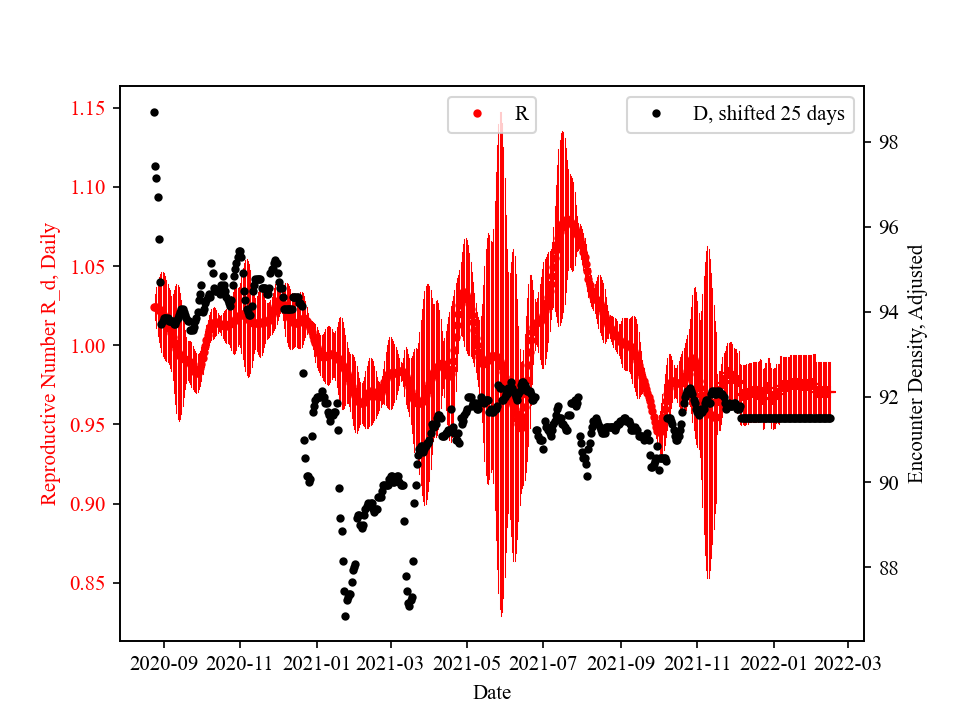 R
D, shifted 25 days
1.15
1.10
1.05
1.00
0.95
0.90
0.85
Reproductive Number R_d, Daily
98
96
94
92
90
88
Encounter Density, Adjusted
2020-09 2020-11 2021-01 2021-03 2021-05 2021-07 2021-09 2021-11 2022-01 2022-03
Date